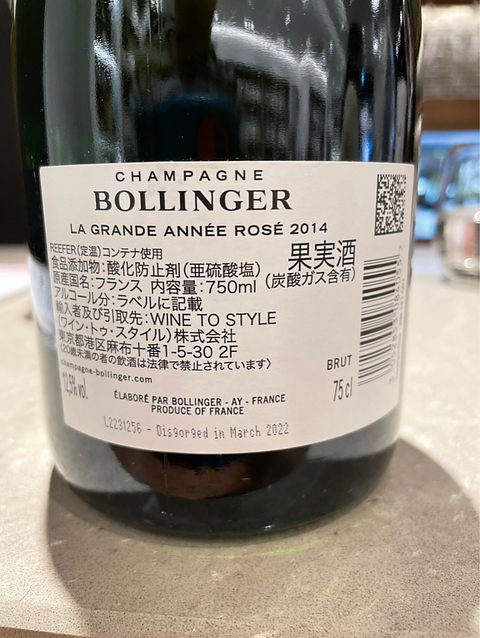 CHAMPAGNE
BOLLINGER
LA GRANDE ANNÉE ROSÉ 2014
REEFER(定温)コンテナ使用
果実酒
食品添加物:酸化防止剤(亜硫酸塩)
(炭酸ガス含有)
原産国名:フランス 内容量:750ml
アルコール分:ラベルに記載
輸入者及び引取先:WINE TO STYLE
(ワイン・トゥ・スタイル)株式会社
東京都港区麻布十番1-5-30 2F
<20歳未満の者の飲酒は法律で禁止されています>
champagne-bollinger.com
12,5% vol.
BRUT
75 cl
ÉLABORÉ PAR BOLLINGER - AY - FRANCE
PRODUCE OF FRANCE
L2231256 - Disgorged in March 2022